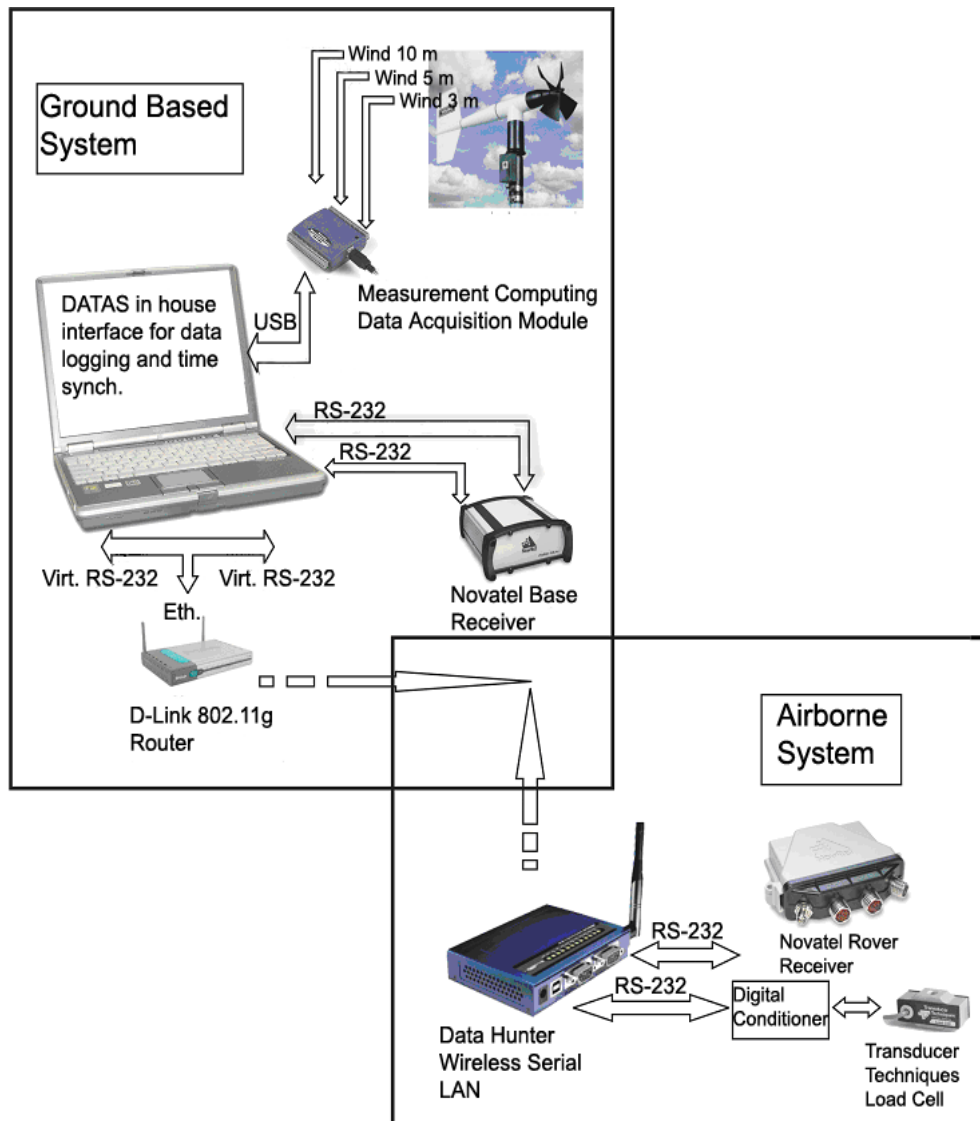 Ground Based
System
Wind 10 m
Wind 5 m
Wind 3 m
Measurement Computing
Data Acquisition Module
DATAS in house
interface for data
logging and time
synch.
USB
RS-232
RS-232
Novatel Base
Receiver
Virt. RS-232
Virt. RS-232
Eth.
D-Link 802.11g
Router
Airborne
System
RS-232
Novatel Rover
Receiver
RS-232
Digital
Conditioner
Data Hunter
Wireless Serial
LAN
Transducer
Techniques
Transducer
Techniques
Load Cell